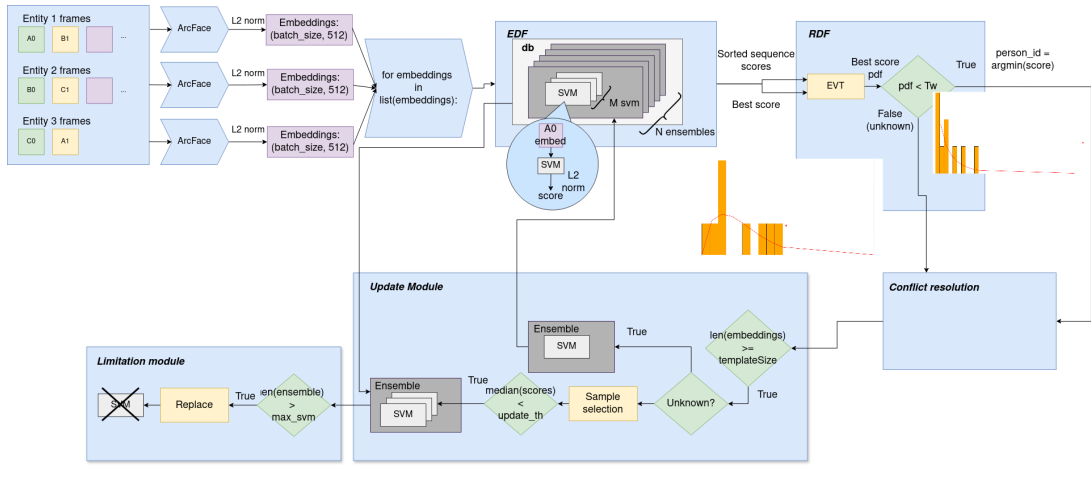 Entity 1 frames
A0
B1
...
Entity 2 frames
B0
C1
...
Entity 3 frames
C0
A1
ArcFace
L2 norm
Embeddings:
(batch_size, 512)
ArcFace
L2 norm
Embeddings:
(batch_size, 512)
ArcFace
L2 norm
Embeddings:
(batch_size, 512)
for embeddings
in
list(embeddings):
EDF
db
SVM
M svm
N ensembles
A0
embed
SVM
L2
norm
score
Sorted sequence
scores
Best score
RDF
EVT
Best score
pdf
pdf < Tw
True
False
(unknown)
person_id =
argmin(score)
Conflict resolution
Update Module
len(embeddings)
>=
templateSize
True
Unknown?
True
Ensemble
SVM
Sample
selection
median(scores)
<
update_th
True
Ensemble
SVM
Limitation module
en(ensemble)
>
max_svm
True
Replace
SVM